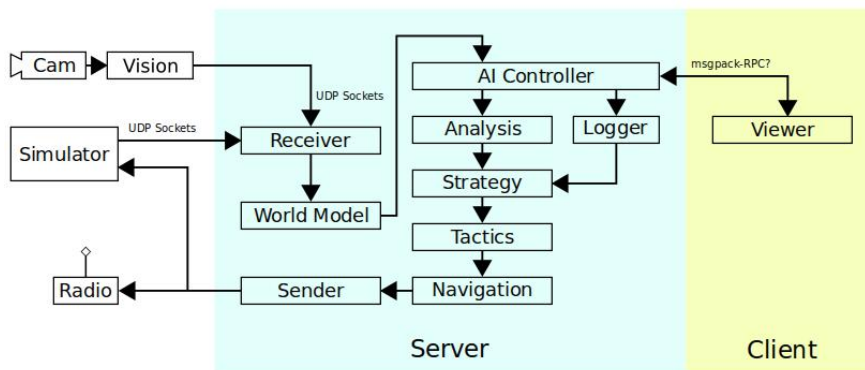 Cam
Vision
UDP Sockets
AI Controller
msgpack-RPC?
Simulator
UDP Sockets
Receiver
Analysis
Logger
Viewer
World Model
Strategy
Tactics
Radio
Sender
Navigation
Server
Client